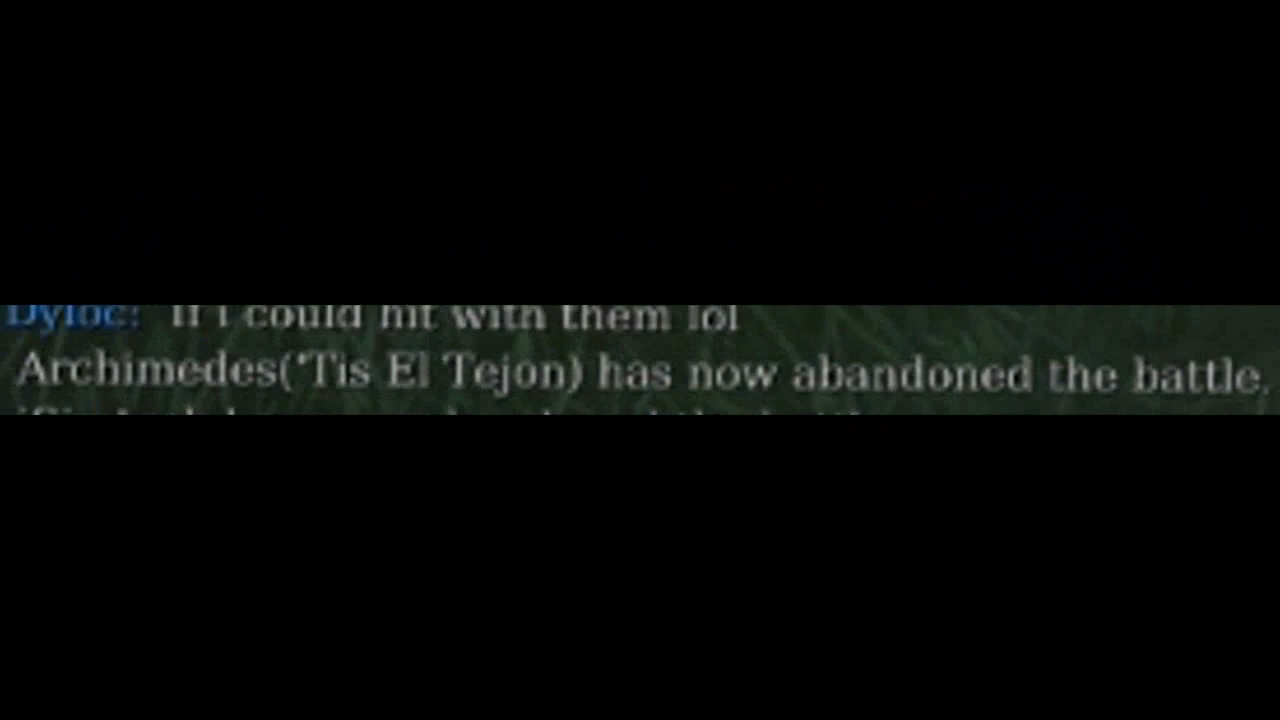 Dyloc: If i could hit with them lol
Archimedes('Tis El Tejon) has now abandoned the battle.